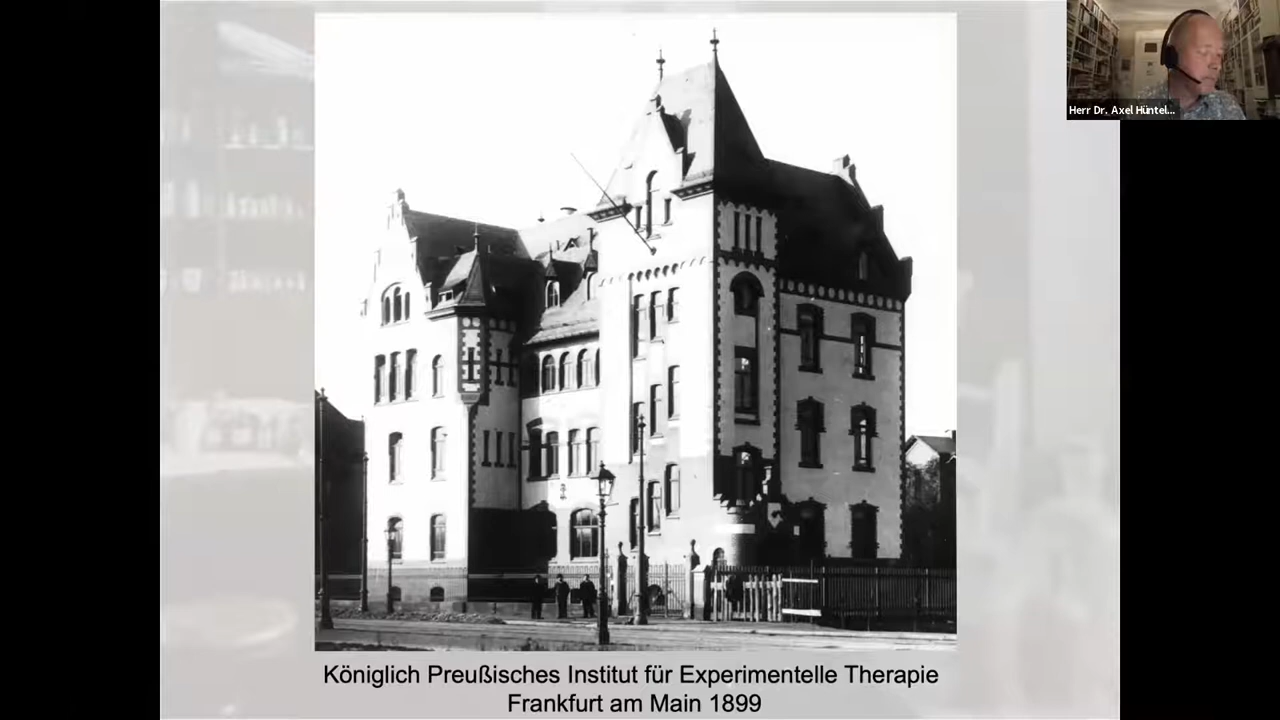 Herr Dr. Axel Hüntel...
Königlich Preußisches Institut für Experimentelle Therapie
Frankfurt am Main 1899